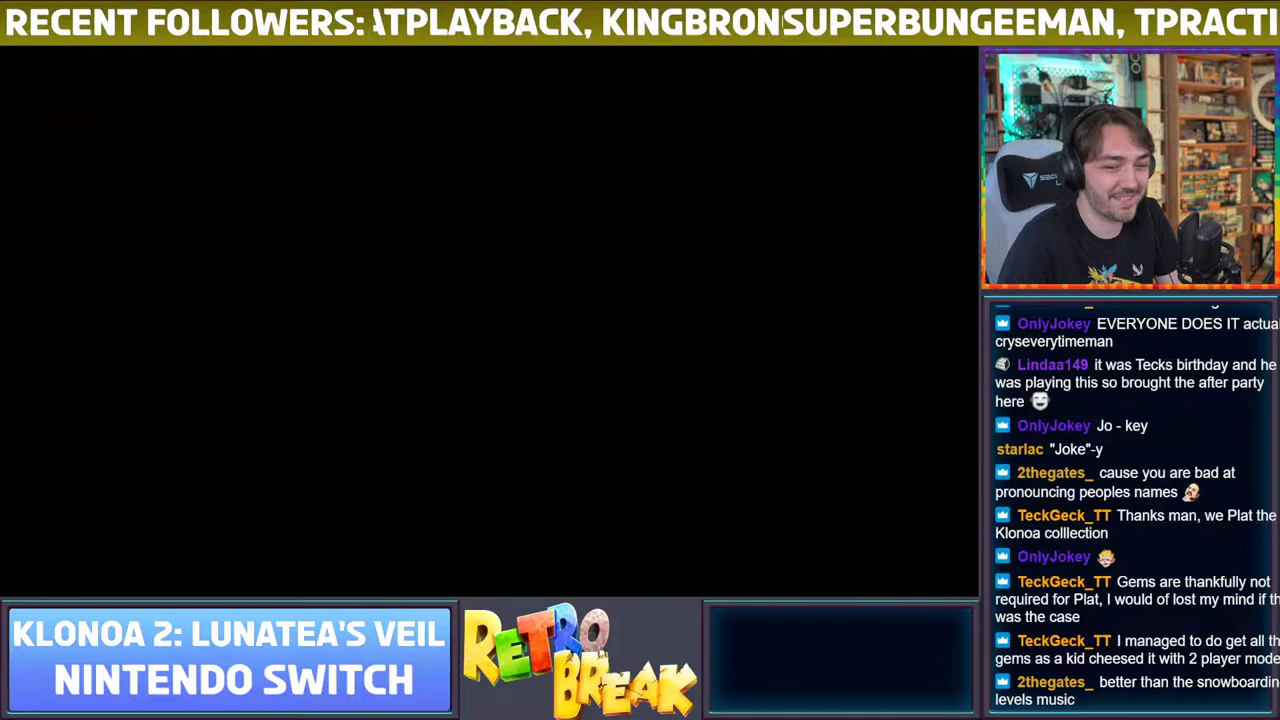 RECENT FOLLOWERS: ATPLAYBACK, KINGBRONSUPERBUNGEEMAN, TPRACTI
OnlyJokey EVERYONE DOES IT actua
cryseverytimeman
Lindaa149 it was Tecks birthday and he
was playing this so brought the after party
here
OnlyJokey Jo - key
starlac "Joke"-y
2thegates_ cause you are bad at
pronouncing peoples names
TeckGeck_TT Thanks man, we Plat the
Klonoa colllection
OnlyJokey
TeckGeck_TT Gems are thankfully not
required for Plat, I would of lost my mind if th
was the case
TeckGeck_TT I managed to do get all th
gems as a kid cheesed it with 2 player mode
2thegates_ better than the snowboardin
levels music
KLONOA 2: LUNATEA'S VEIL
NINTENDO SWITCH
RETRO
BREAK